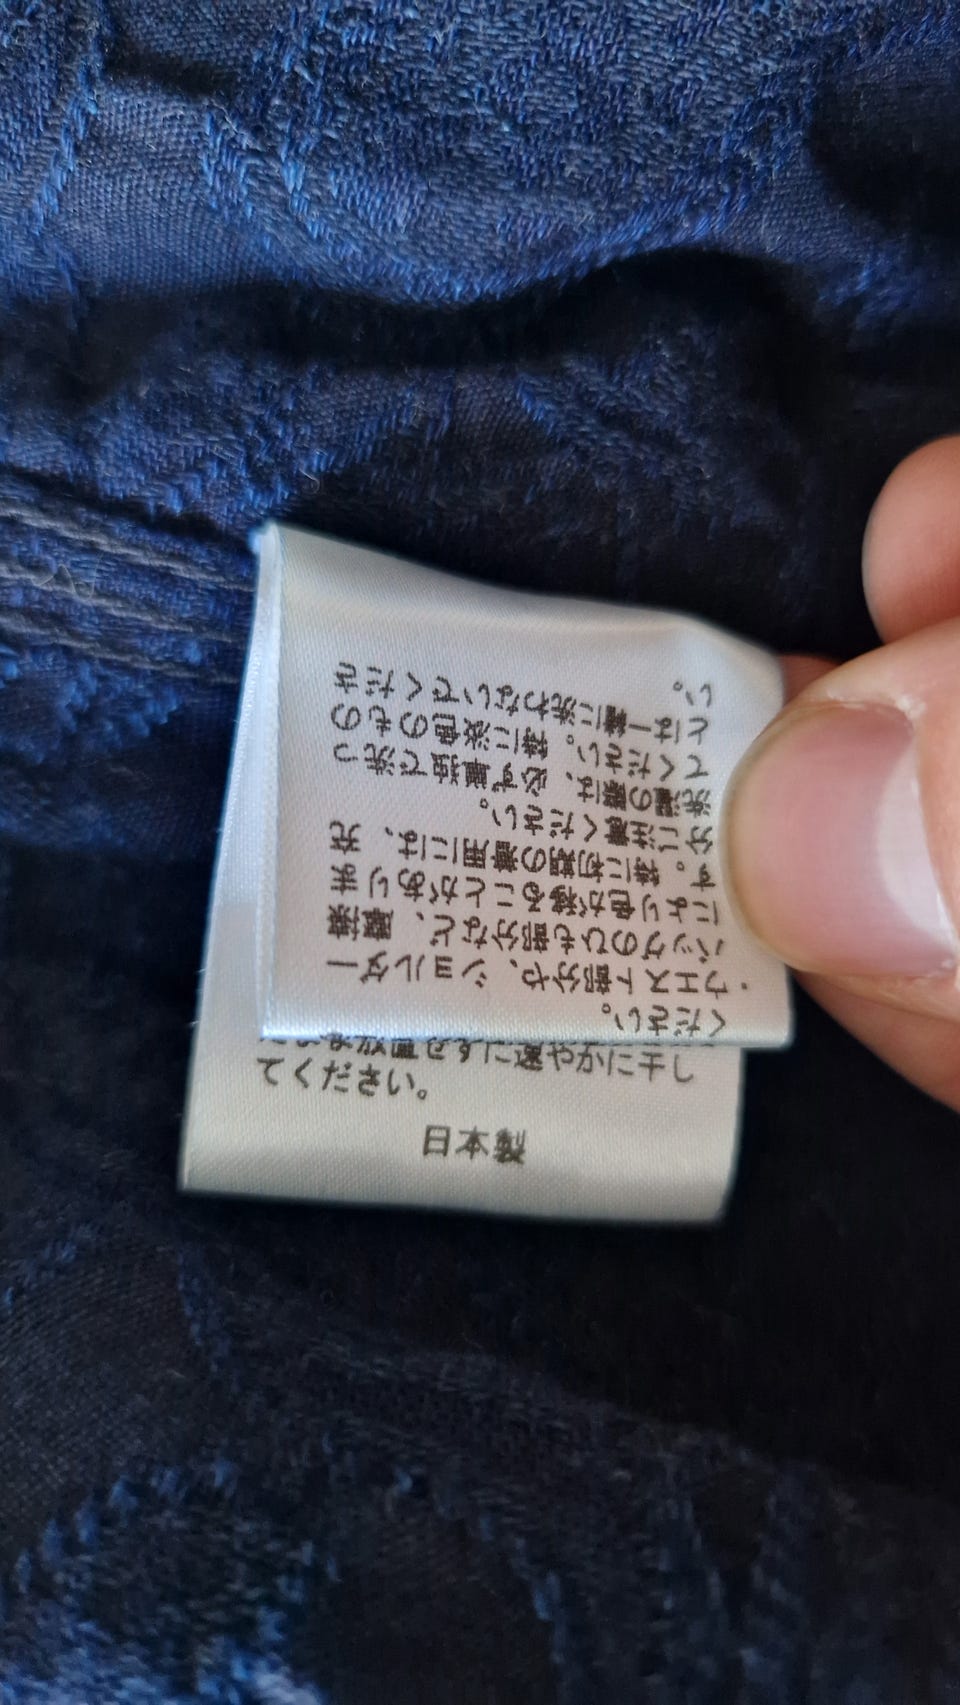 ください。
・ウエスト部分や、ショルダー
バッグのひも部分など、摩擦
により色が移ることがありま
す。特に初期の着用には、充
分ご注意ください。
洗濯の際は、必ず単独で洗っ
てください。特に淡色のもの
とは一緒に洗わないでくださ
い。
放置せずに速やかに干し
てください。
日本製